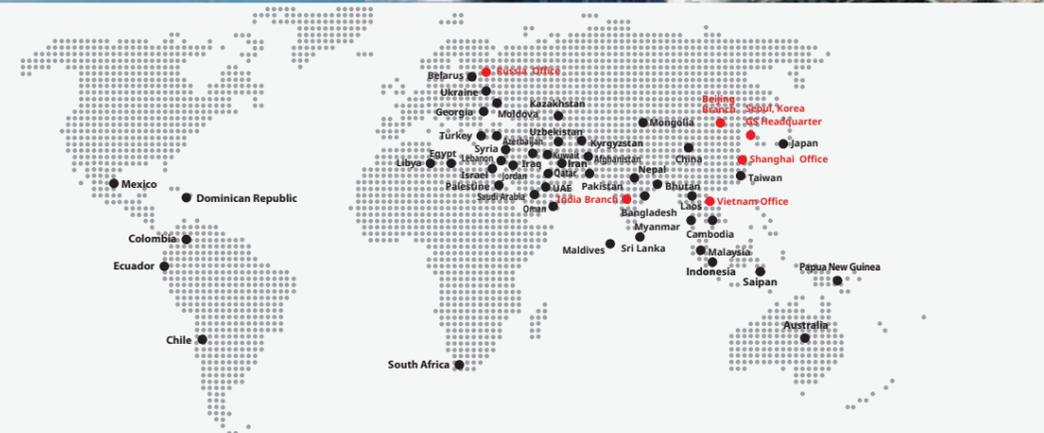 Russia Office
Belarus
Ukraine
Kazakhstan
Georgia
Moldova
Beijing
Branch
Seoul, Korea
GS Headquarter
Mongolia
Turkey
Azerbaijan
Uzbekistan
Kyrgyzstan
Japan
Syria
Egypt
Lebanon
Kuwait
Afghanistan
China
Shanghai Office
Libya
Iraq
Iran
Israel
Jordan
Qatar
Nepal
Taiwan
Palestine
UAE
Pakistan
Bhutan
Mexico
Dominican Republic
Saudi Arabia
India Branch
Laos
Vietnam Office
Oman
Bangladesh
Myanmar
Cambodia
Colombia
Maldives
Sri Lanka
Malaysia
Ecuador
Indonesia
Papua New Guinea
Saipan
Chile
Australia
South Africa